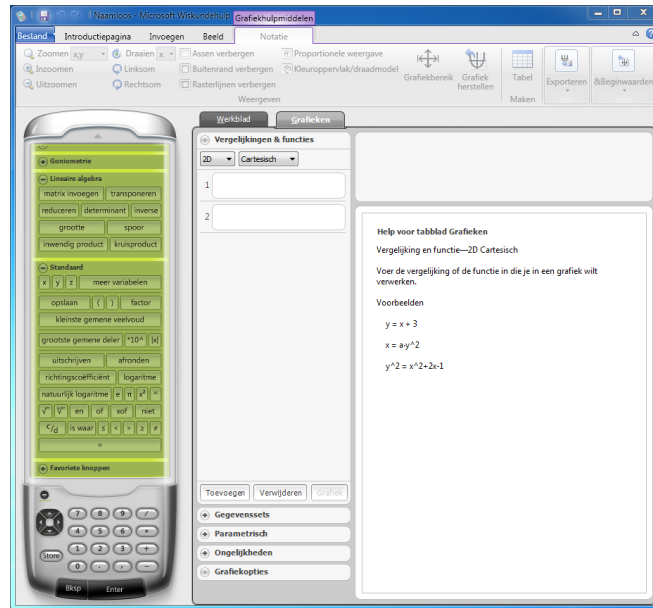 Naamloos - Microsoft Wiskundehulp Grafiekhulpmiddelen
Bestand Introductiepagina Invoegen Beeld Notatie
Zoomen x,y Draaien x Assen verbergen Proportionele weergave
Inzoomen Linksom Buitenrand verbergen Kleuroppervlak/draadmodel
Uitzoomen Rechtsom Rasterlijnen verbergen
Grafiekbereik Grafiek herstellen Tabel Exporteren &Beginwaarden
Weergeven Maken
Werkblad Grafieken
Goniometrie
Lineaire algebra
matrix invoegen transponeren
reduceren determinant inverse
grootte spoor
inwendig product kruisproduct
Standaard
x y z meer variabelen
opslaan ( ) factor
kleinste gemene veelvoud
grootste gemene deler *10^ |x|
uitschrijven afronden
richtingscoëfficiënt logaritme
natuurlijk logaritme e π x² ^
√ ∛ en of xof niet
c/d is waar ≤ < > ≥ ≠
=
Favoriete knoppen
7 8 9 /
4 5 6 *
Store 1 2 3 +
0 . , −
Bksp Enter
Vergelijkingen & functies
2D Cartesisch
1
2
Toevoegen Verwijderen Grafiek
Gegevenssets
Parametrisch
Ongelijkheden
Grafiekopties
Help voor tabblad Grafieken
Vergelijking en functie—2D Cartesisch
Voer de vergelijking of de functie in die je in een grafiek wilt
verwerken.
Voorbeelden
y = x + 3
x = a·y^2
y^2 = x^2+2x-1